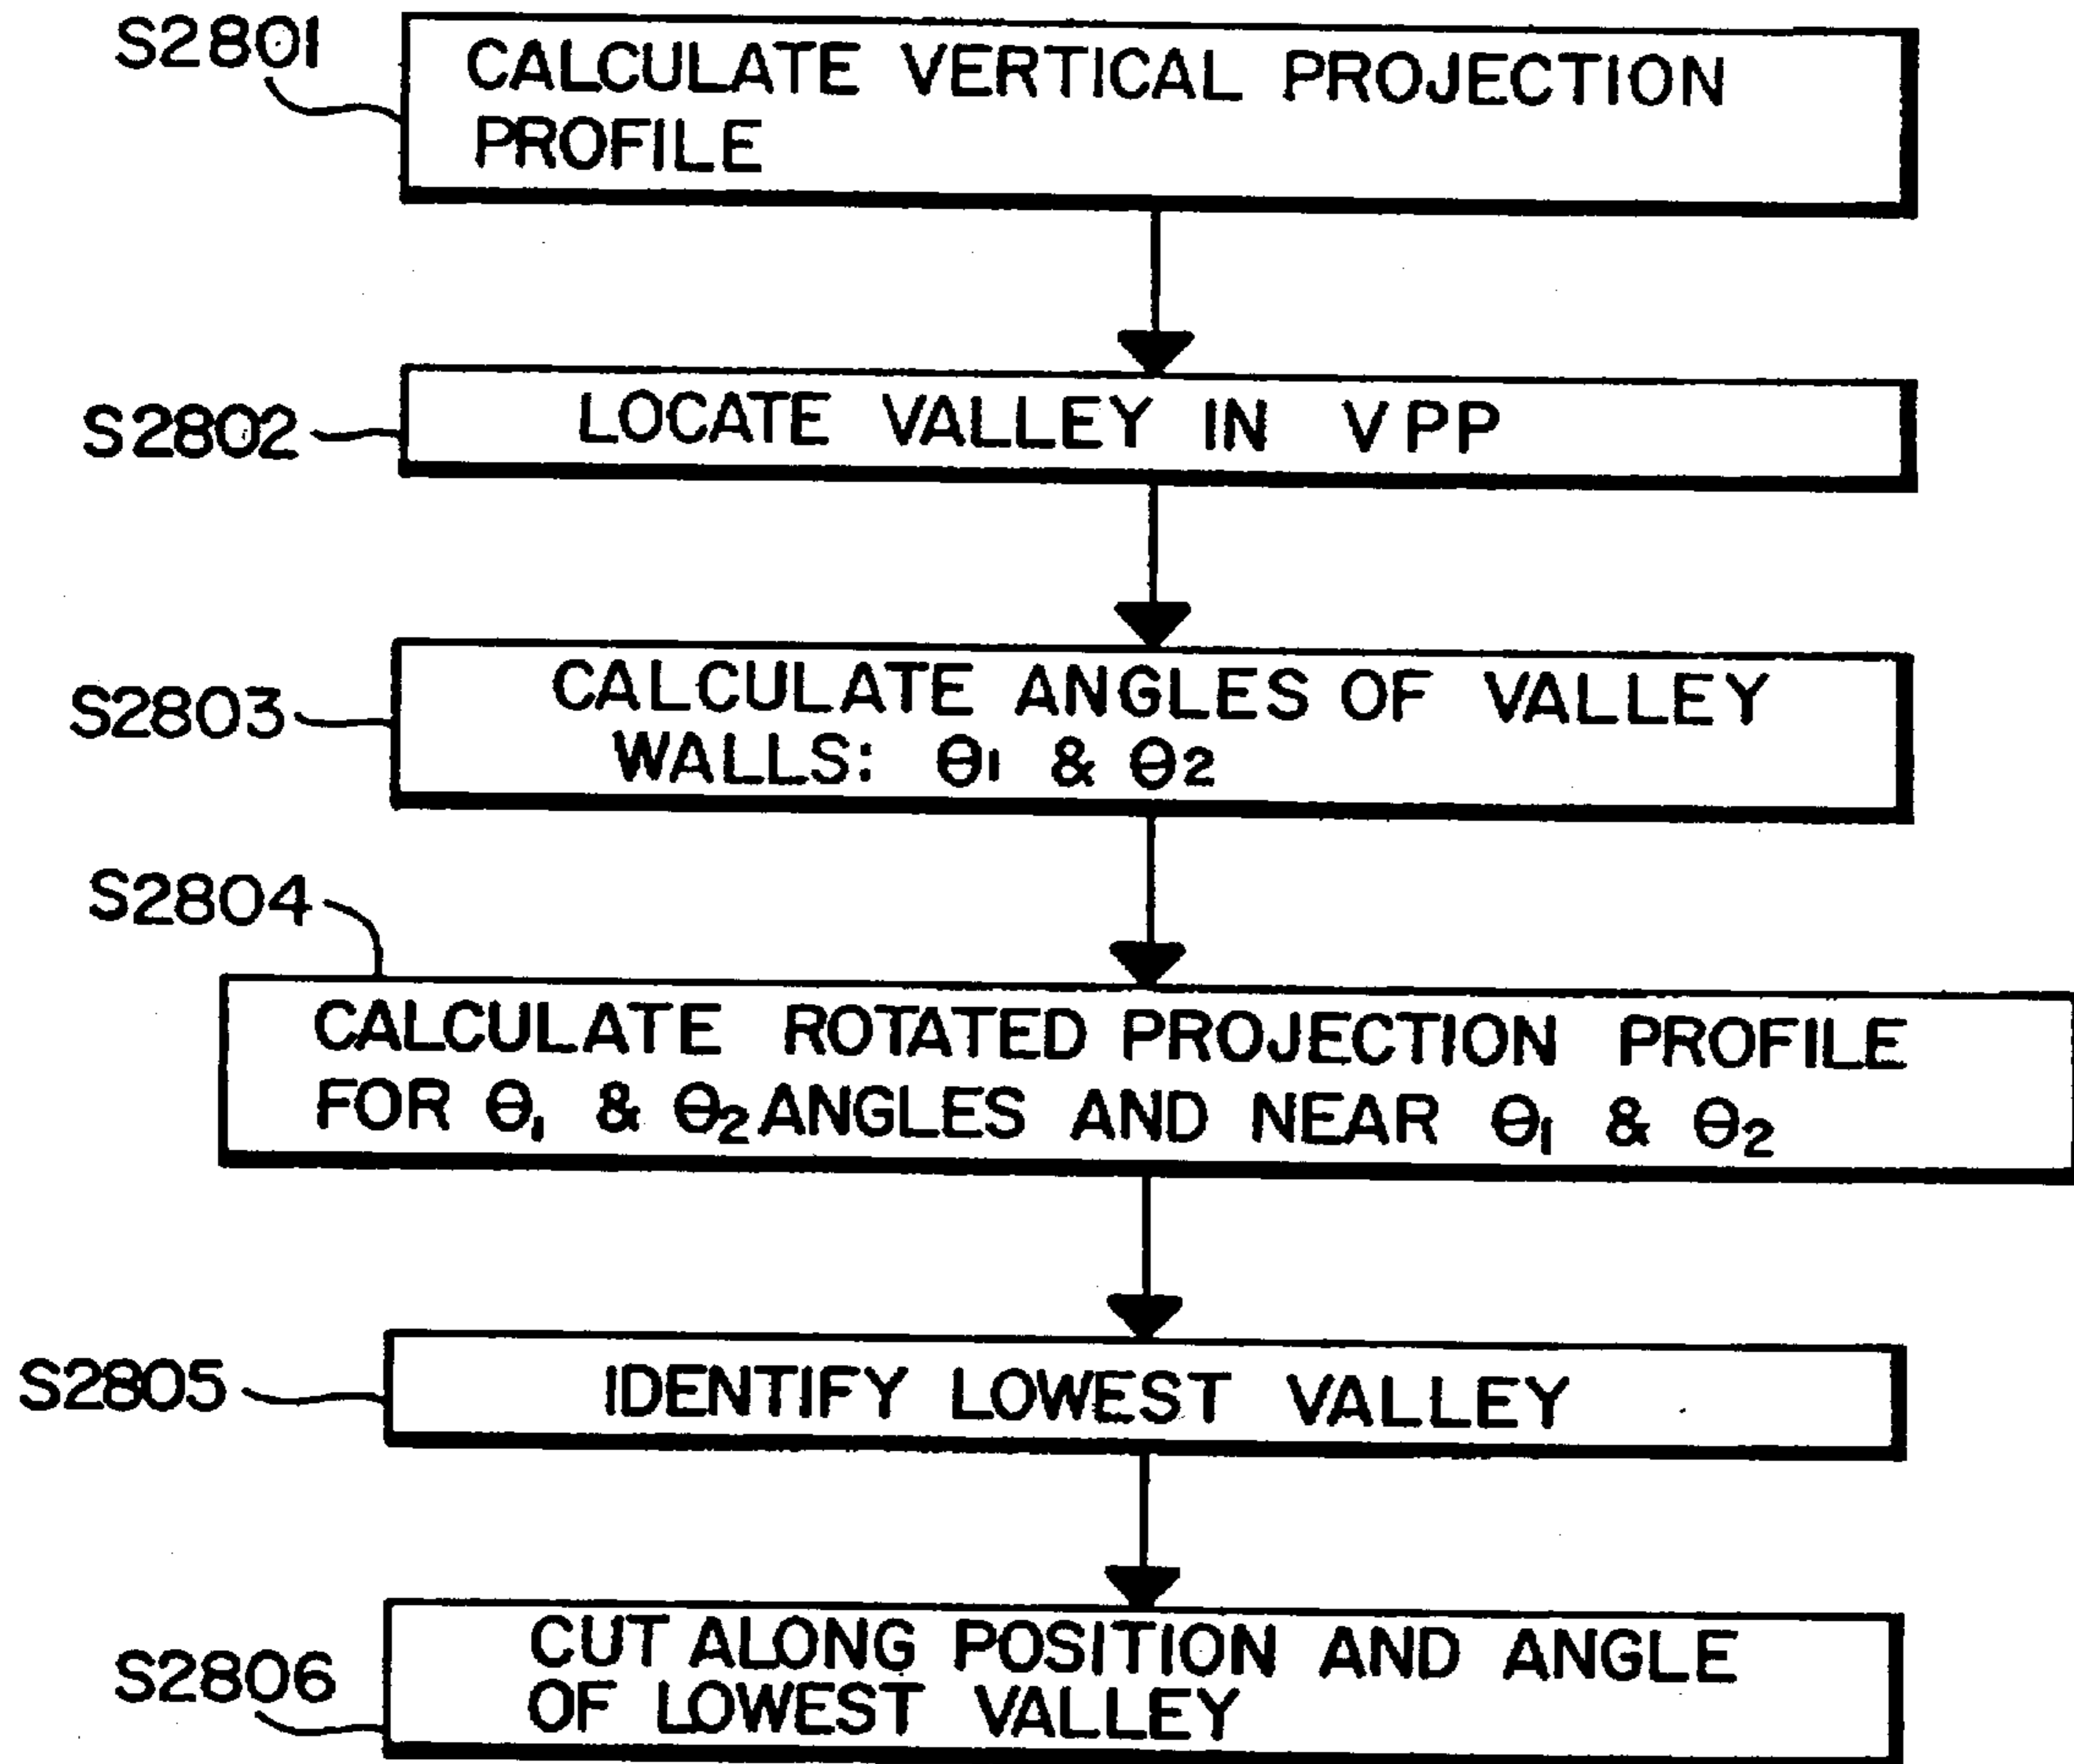 S2801
CALCULATE VERTICAL PROJECTION
PROFILE
S2802
LOCATE VALLEY IN VPP
S2803
CALCULATE ANGLES OF VALLEY
WALLS: Θ1 & Θ2
S2804
CALCULATE ROTATED PROJECTION PROFILE
FOR Θ1 & Θ2 ANGLES AND NEAR Θ1 & Θ2
S2805
IDENTIFY LOWEST VALLEY
S2806
CUT ALONG POSITION AND ANGLE
OF LOWEST VALLEY